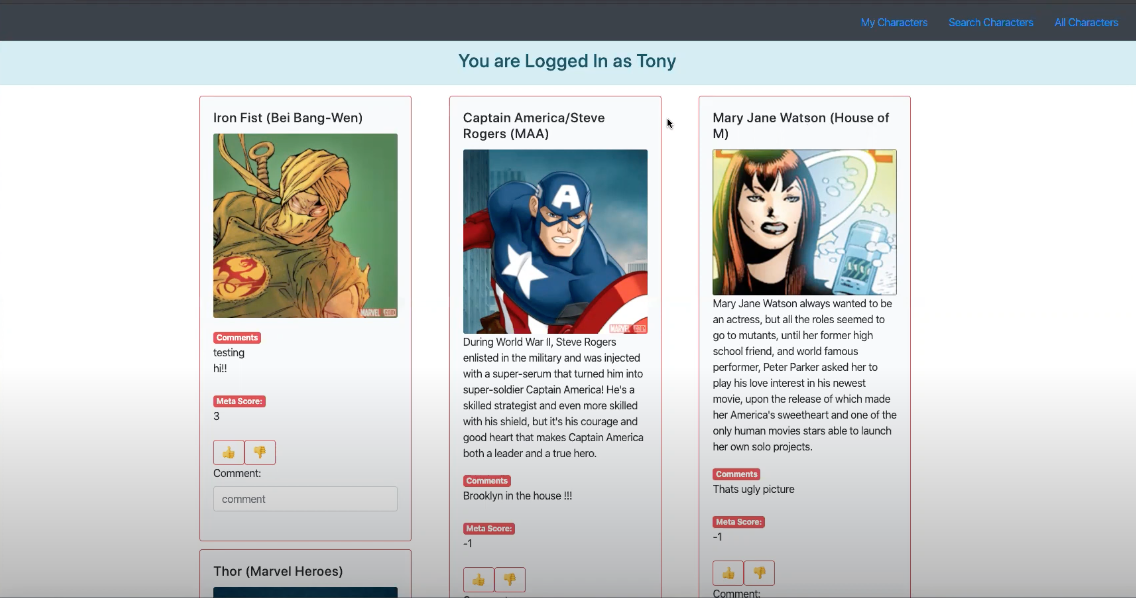 My Characters
Search Characters
All Characters
You are Logged In as Tony
Iron Fist (Bei Bang-Wen)
Comments
testing
hi!!
Meta Score:
3
Comment:
comment
Thor (Marvel Heroes)
Captain America/Steve
Rogers (MAA)
A
During World War II, Steve Rogers
enlisted in the military and was injected
with a super-serum that turned him into
super-soldier Captain America! He's a
skilled strategist and even more skilled
with his shield, but it's his courage and
good heart that makes Captain America
both a leader and a true hero.
Comments
Brooklyn in the house !!!
Meta Score:
-1
Mary Jane Watson (House of
M)
Mary Jane Watson always wanted to be
an actress, but all the roles seemed to
go to mutants, until her former high
school friend, and world famous
performer, Peter Parker asked her to
play his love interest in his newest
movie, upon the release of which made
her America's sweetheart and one of the
only human movies stars able to launch
her own solo projects.
Comments
Thats ugly picture
Meta Score:
-1
Comment: